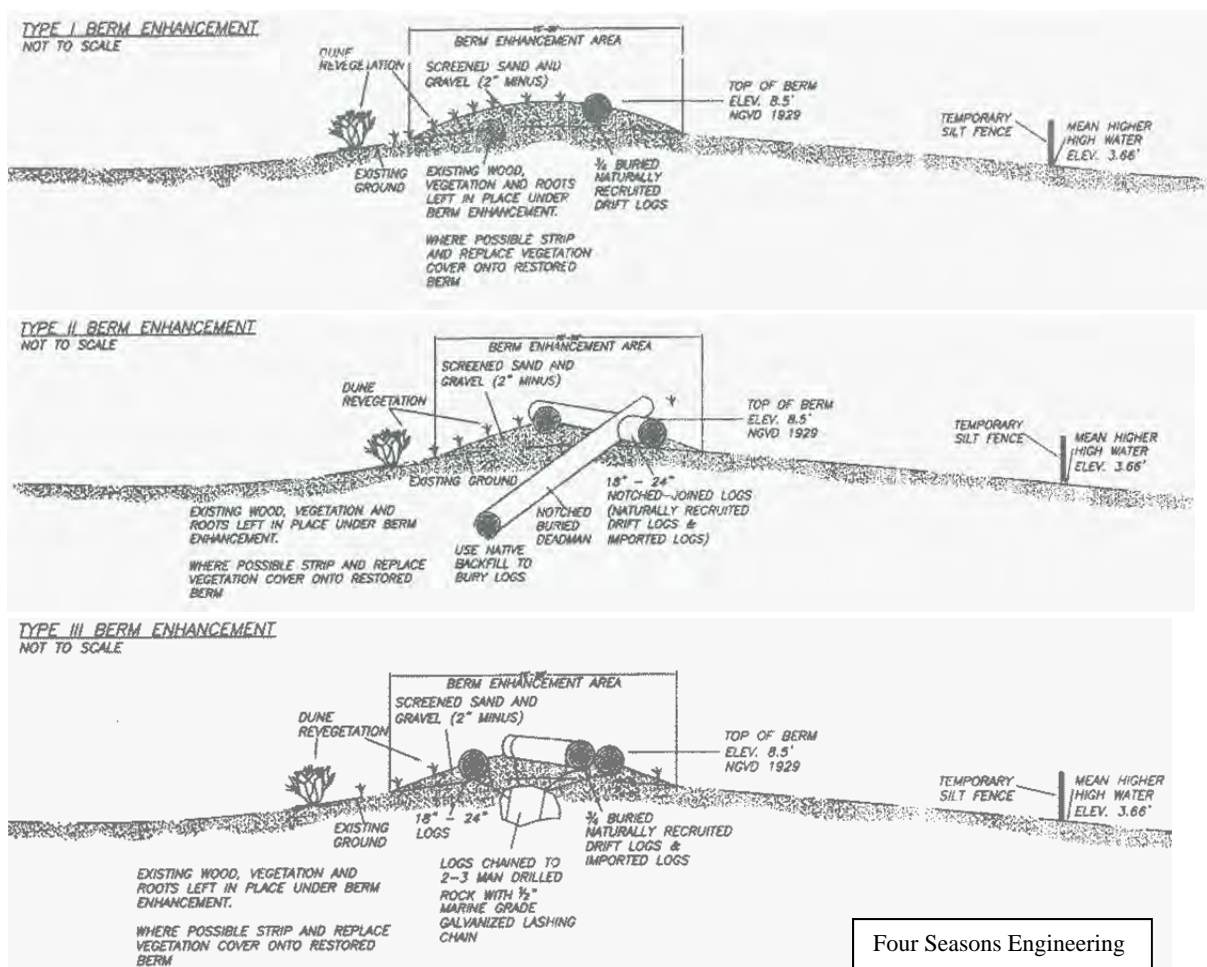 TYPE I BERM ENHANCEMENT
NOT TO SCALE
BERM ENHANCEMENT AREA
DUNE
REVEGETATION
SCREENED SAND AND
GRAVEL (2" MINUS)
TOP OF BERM
ELEV. 8.5'
NGVD 1929
TEMPORARY
SILT FENCE
MEAN HIGHER
HIGH WATER
ELEV. 3.66'
EXISTING
GROUND
EXISTING WOOD,
VEGETATION AND ROOTS
LEFT IN PLACE UNDER
BERM ENHANCEMENT.
WHERE POSSIBLE STRIP
AND REPLACE VEGETATION
COVER ONTO RESTORED
BERM
¾ BURIED
NATURALLY
RECRUITED
DRIFT LOGS
TYPE II BERM ENHANCEMENT
NOT TO SCALE
BERM ENHANCEMENT AREA
SCREENED SAND AND
GRAVEL (2" MINUS)
DUNE
REVEGETATION
TOP OF BERM
ELEV. 8.5'
NGVD 1929
TEMPORARY
SILT FENCE
MEAN HIGHER
HIGH WATER
ELEV. 3.66'
EXISTING GROUND
EXISTING WOOD, VEGETATION AND
ROOTS LEFT IN PLACE UNDER BERM
ENHANCEMENT.
WHERE POSSIBLE STRIP AND REPLACE
VEGETATION COVER ONTO RESTORED
BERM
USE NATIVE
BACKFILL TO
BURY LOGS
NOTCHED
BURIED
DEADMAN
18" - 24"
NOTCHED-JOINED LOGS
(NATURALLY RECRUITED
DRIFT LOGS &
IMPORTED LOGS)
TYPE III BERM ENHANCEMENT
NOT TO SCALE
BERM ENHANCEMENT AREA
SCREENED SAND AND
GRAVEL (2" MINUS)
DUNE
REVEGETATION
TOP OF BERM
ELEV. 8.5'
NGVD 1929
TEMPORARY
SILT FENCE
MEAN HIGHER
HIGH WATER
ELEV. 3.66'
EXISTING
GROUND
18" - 24"
LOGS
¾ BURIED
NATURALLY RECRUITED
DRIFT LOGS &
IMPORTED LOGS
LOGS CHAINED TO
2-3 MAN DRILLED
ROCK WITH ½"
MARINE GRADE
GALVANIZED LASHING
CHAIN
EXISTING WOOD, VEGETATION AND
ROOTS LEFT IN PLACE UNDER BERM
ENHANCEMENT.
WHERE POSSIBLE STRIP AND REPLACE
VEGETATION COVER ONTO RESTORED
BERM
Four Seasons Engineering